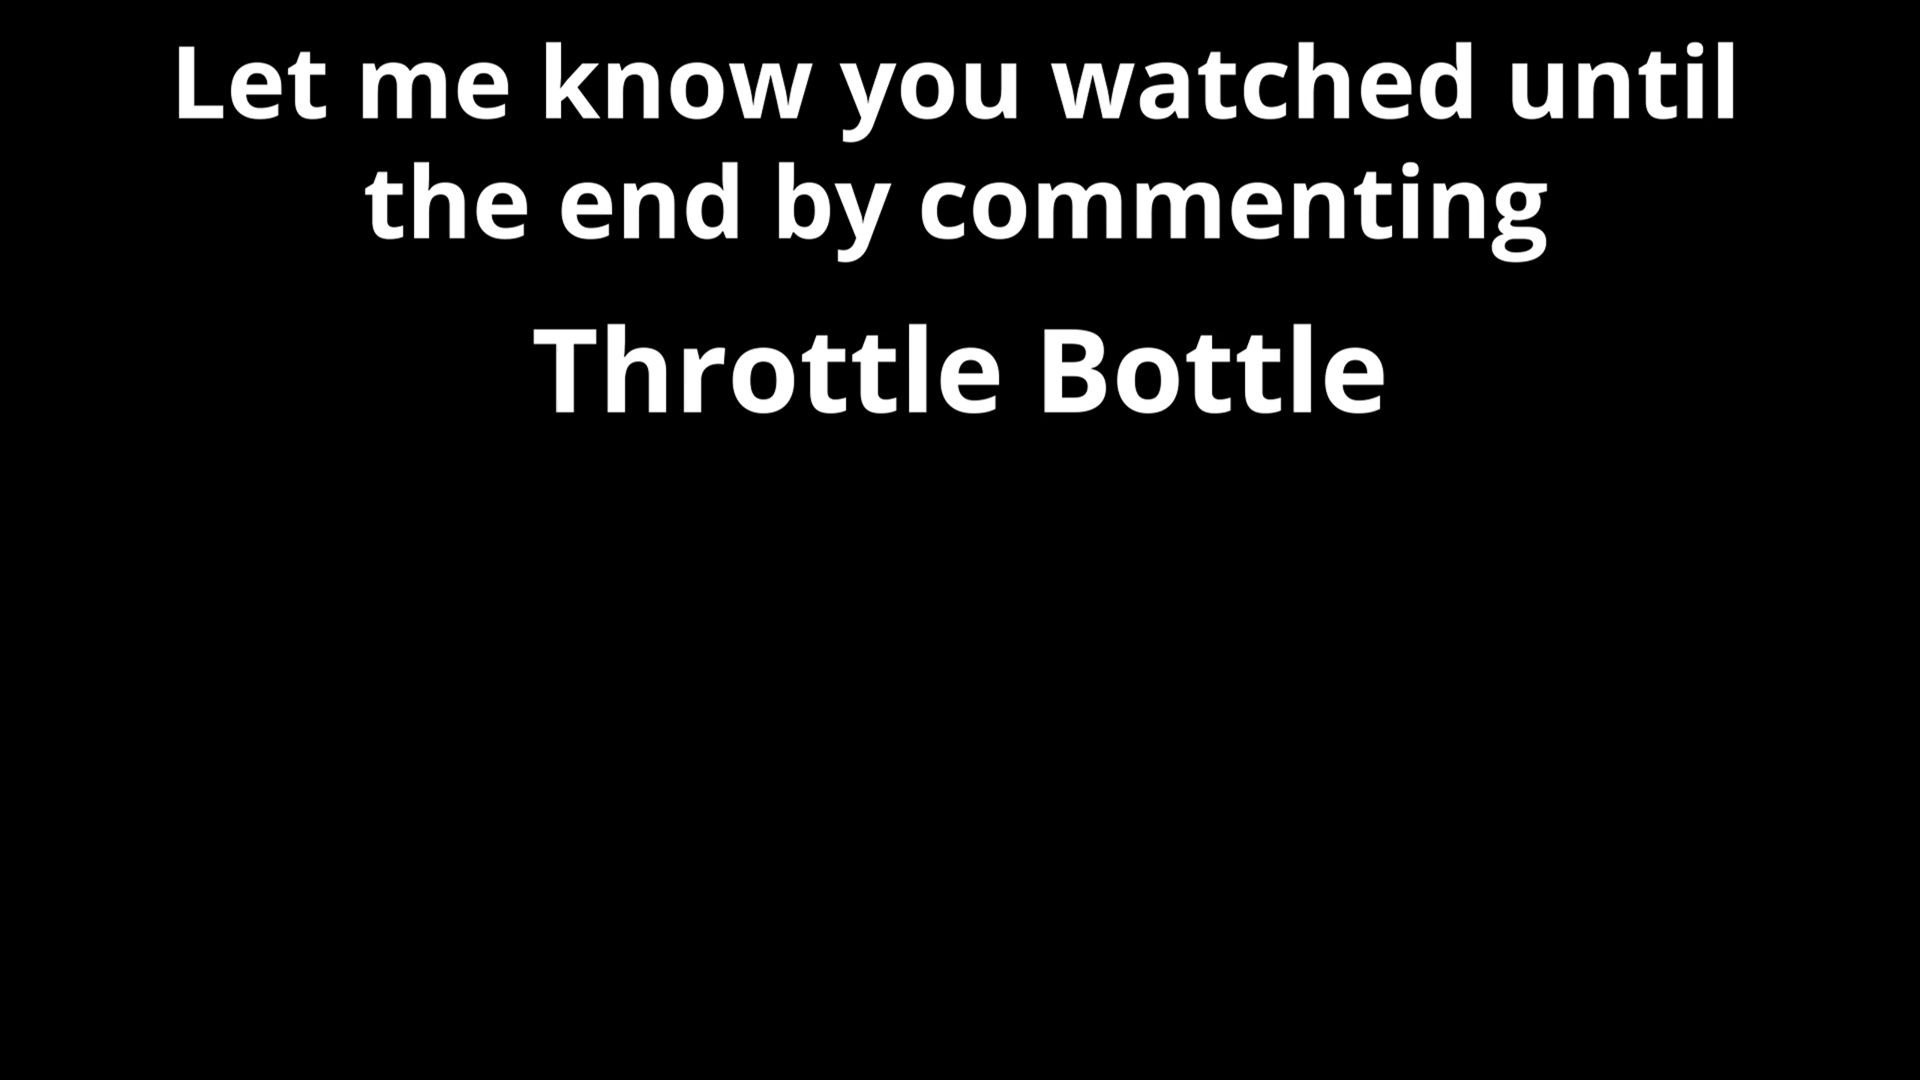 Let me know you watched until
the end by commenting
Throttle Bottle